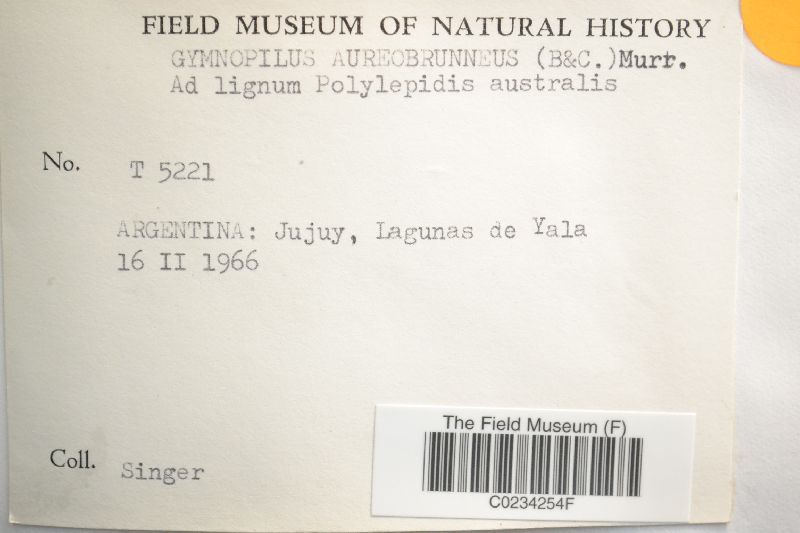 FIELD MUSEUM OF NATURAL HISTORY
GYMNOPILUS AUREOBRUNNEUS (B&C.)Murr.
Ad lignum Polylepidis australis
No. T 5221
ARGENTINA: Jujuy, Lagunas de Yala
16 II 1966
The Field Museum (F)
C0234254F
Coll. Singer